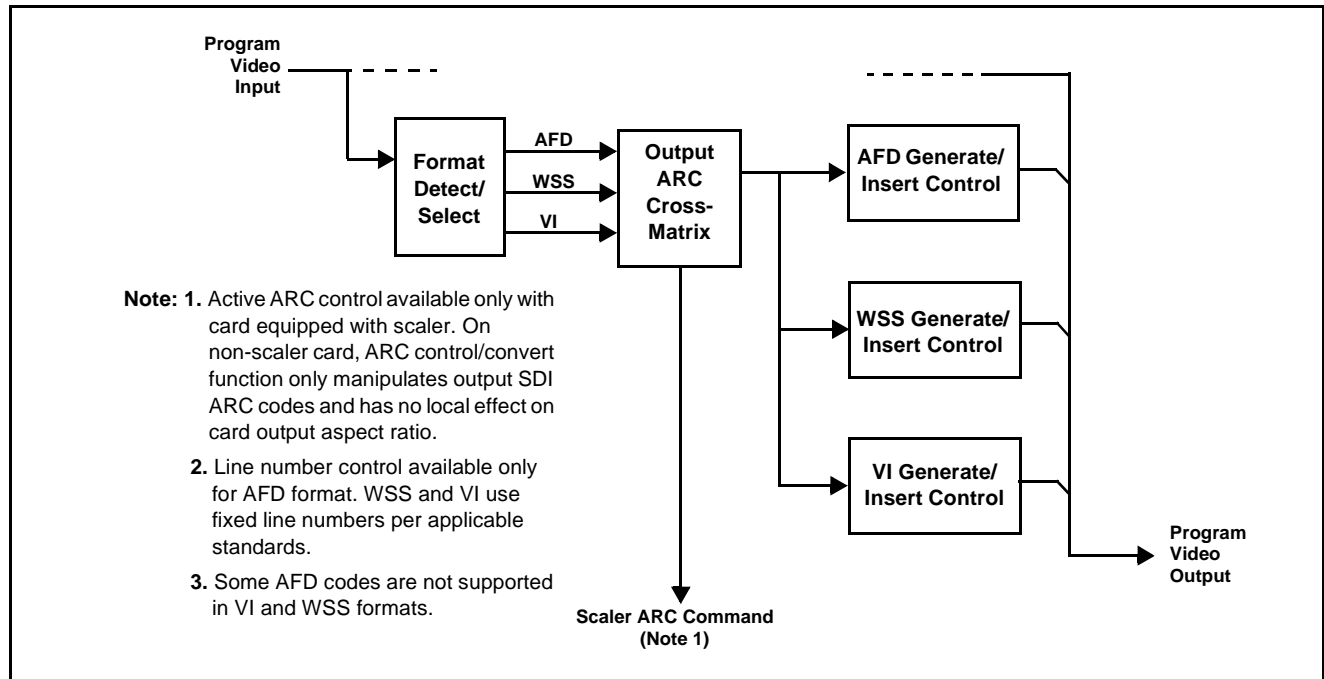 Program
Video
Input
Format
Detect/
Select
AFD
WSS
VI
Output
ARC
Cross-
Matrix
AFD Generate/
Insert Control
WSS Generate/
Insert Control
VI Generate/
Insert Control
Program
Video
Output
Scaler ARC Command
(Note 1)
Note: 1. Active ARC control available only with
card equipped with scaler. On
non-scaler card, ARC control/convert
function only manipulates output SDI
ARC codes and has no local effect on
card output aspect ratio.
2. Line number control available only
for AFD format. WSS and VI use
fixed line numbers per applicable
standards.
3. Some AFD codes are not supported
in VI and WSS formats.